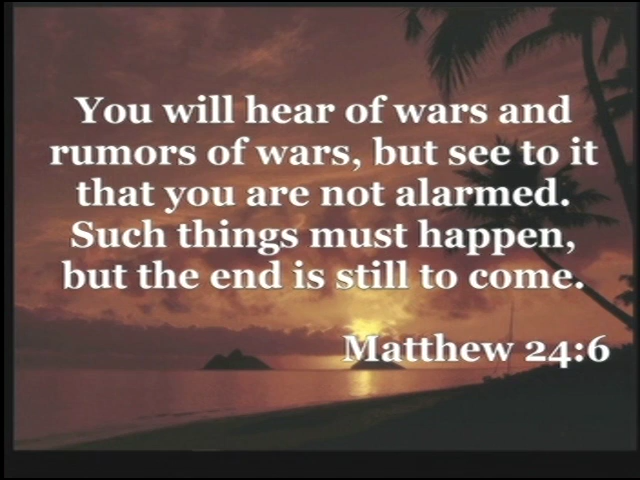 You will hear of wars and
rumors of wars, but see to it
that you are not alarmed.
Such things must happen,
but the end is still to come.
Matthew 24:6